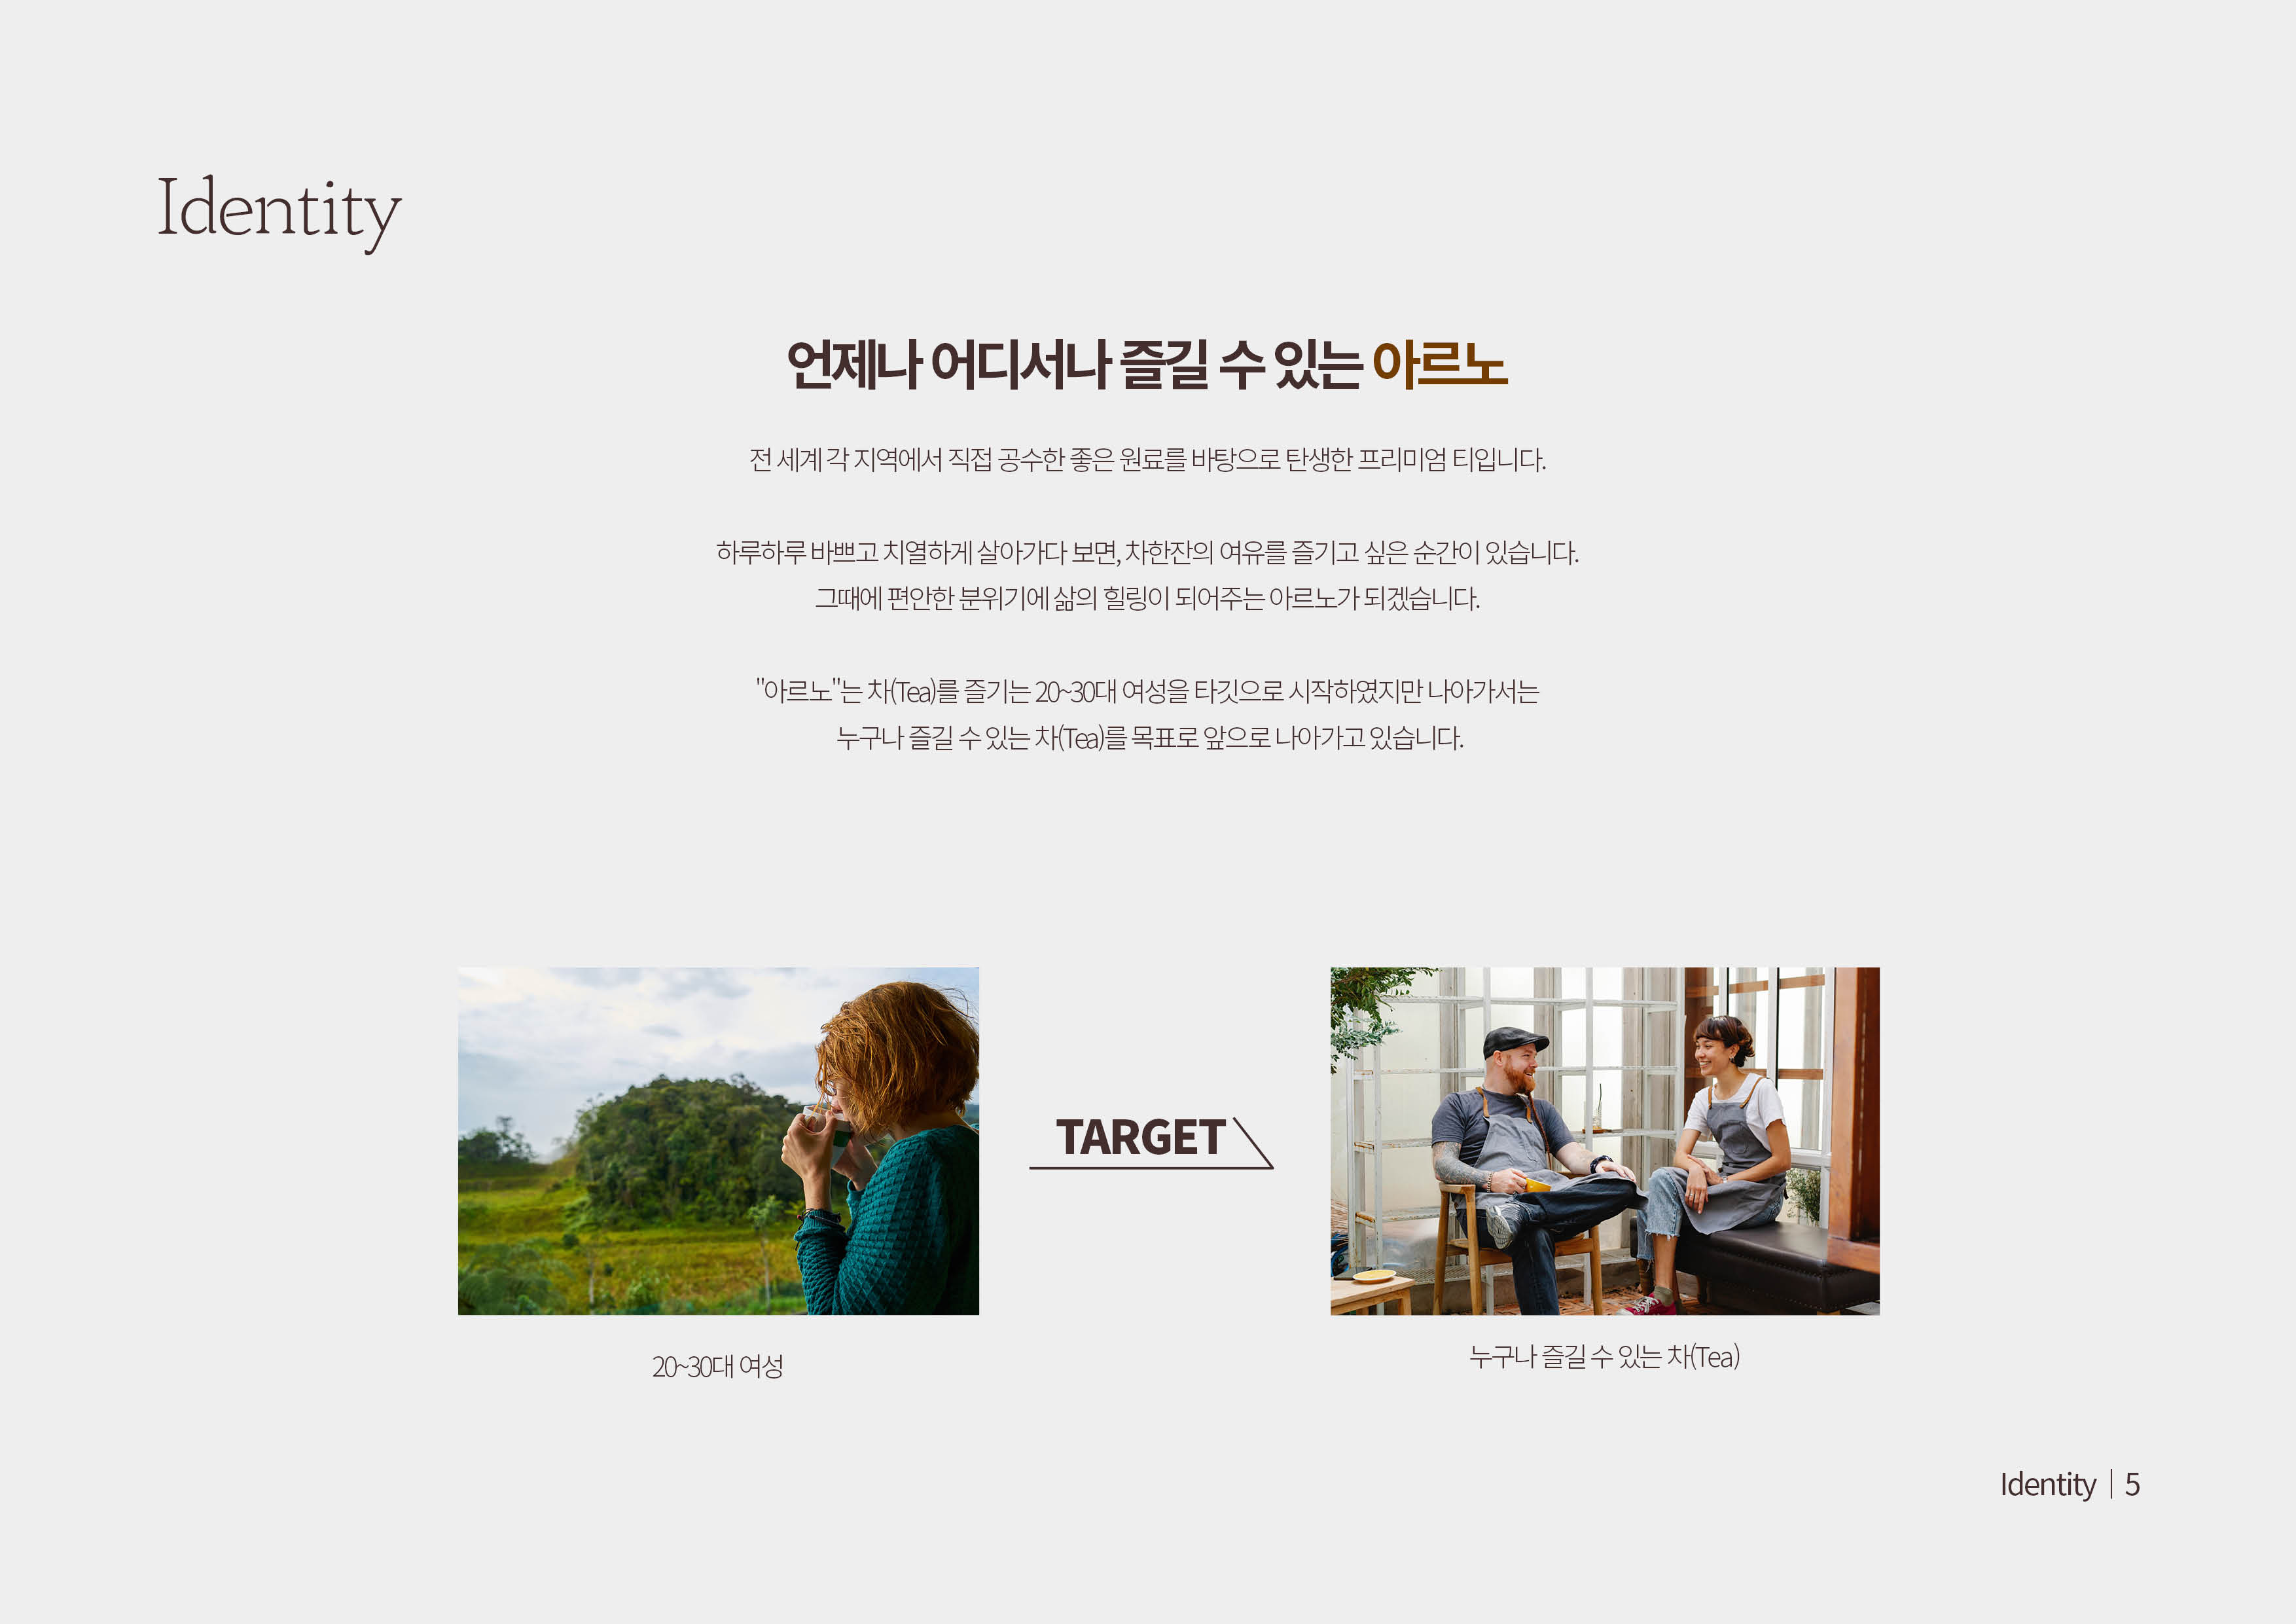 Identity
언제나 어디서나 즐길 수 있는 아르노
전 세계 각 지역에서 직접 공수한 좋은 원료를 바탕으로 탄생한 프리미엄 티입니다.
하루하루 바쁘고 치열하게 살아가다 보면, 차한잔의 여유를 즐기고 싶은 순간이 있습니다.
그때에 편안한 분위기에 삶의 힐링이 되어주는 아르노가 되겠습니다.
"아르노"는 차(Tea)를 즐기는 20~30대 여성을 타깃으로 시작하였지만 나아가서는
누구나 즐길 수 있는 차(Tea)를 목표로 앞으로 나아가고 있습니다.
TARGET
20~30대 여성
누구나 즐길 수 있는 차(Tea)
Identity | 5